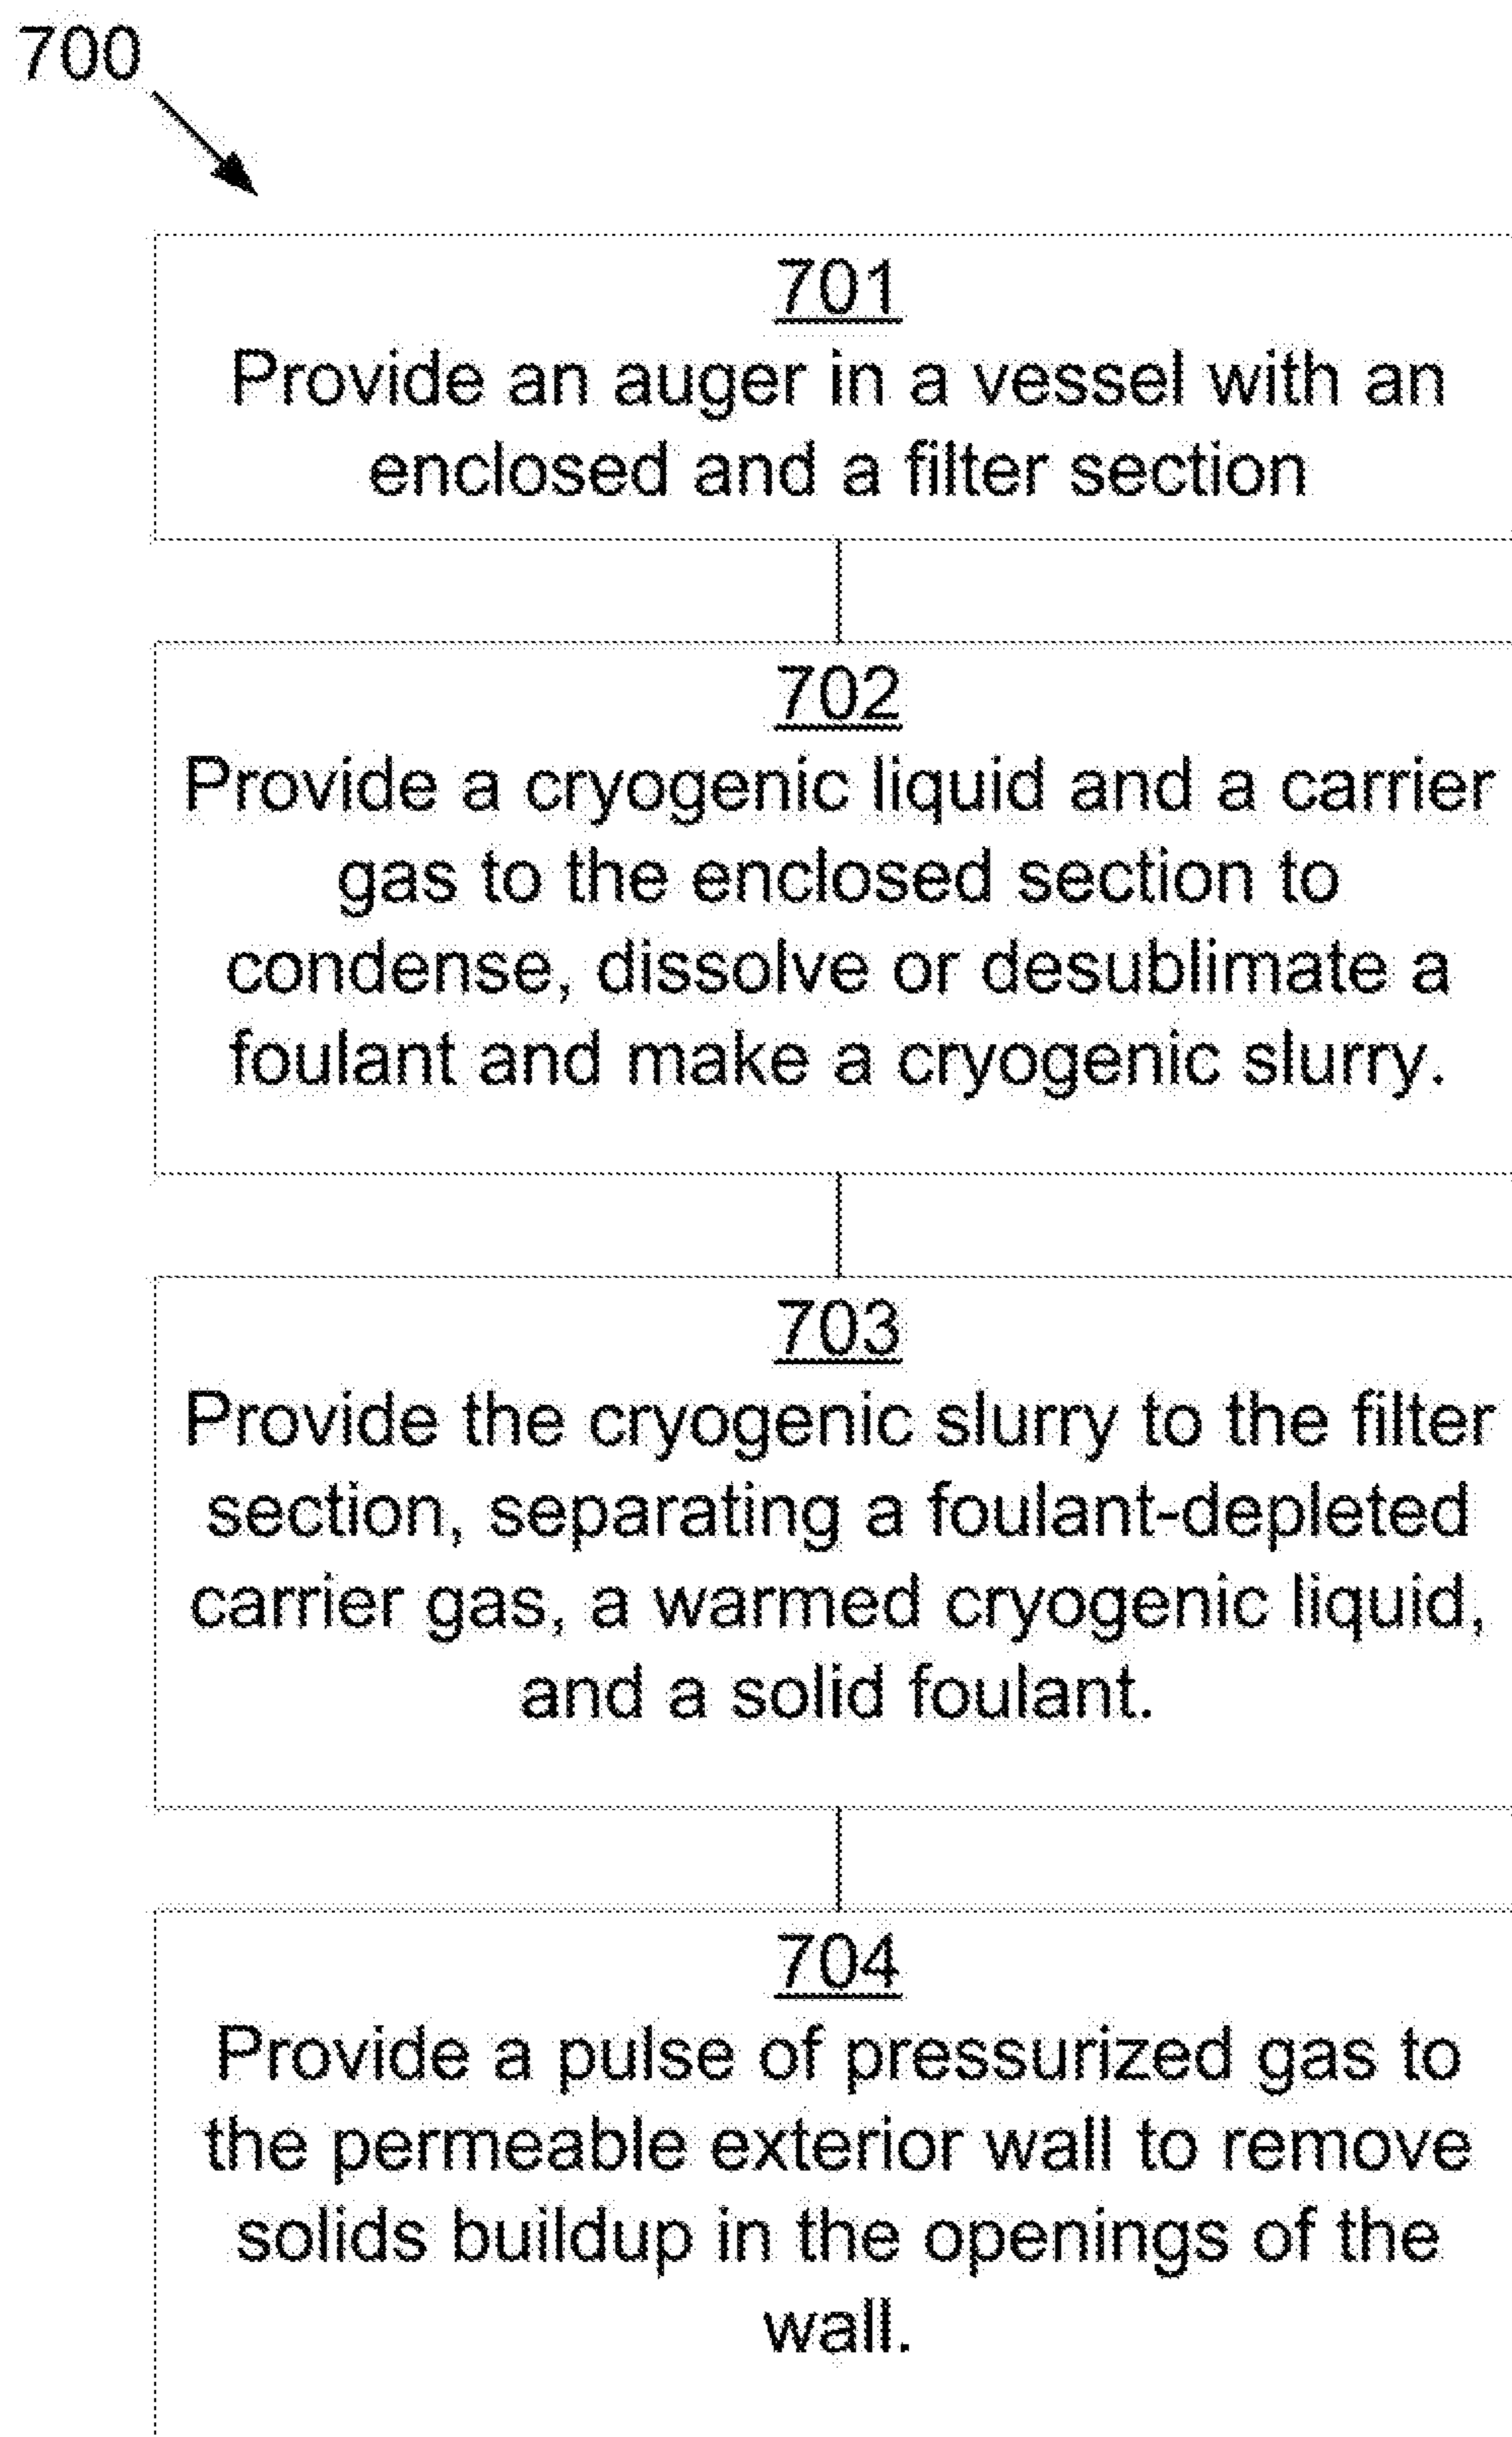 700
701
Provide an auger in a vessel with an
enclosed and a filter section
702
Provide a cryogenic liquid and a carrier
gas to the enclosed section to
condense, dissolve or desublimate a
foulant and make a cryogenic slurry.
703
Provide the cryogenic slurry to the filter
section, separating a foulant-depleted
carrier gas, a warmed cryogenic liquid,
and a solid foulant.
704
Provide a pulse of pressurized gas to
the permeable exterior wall to remove
solids buildup in the openings of the
wall.